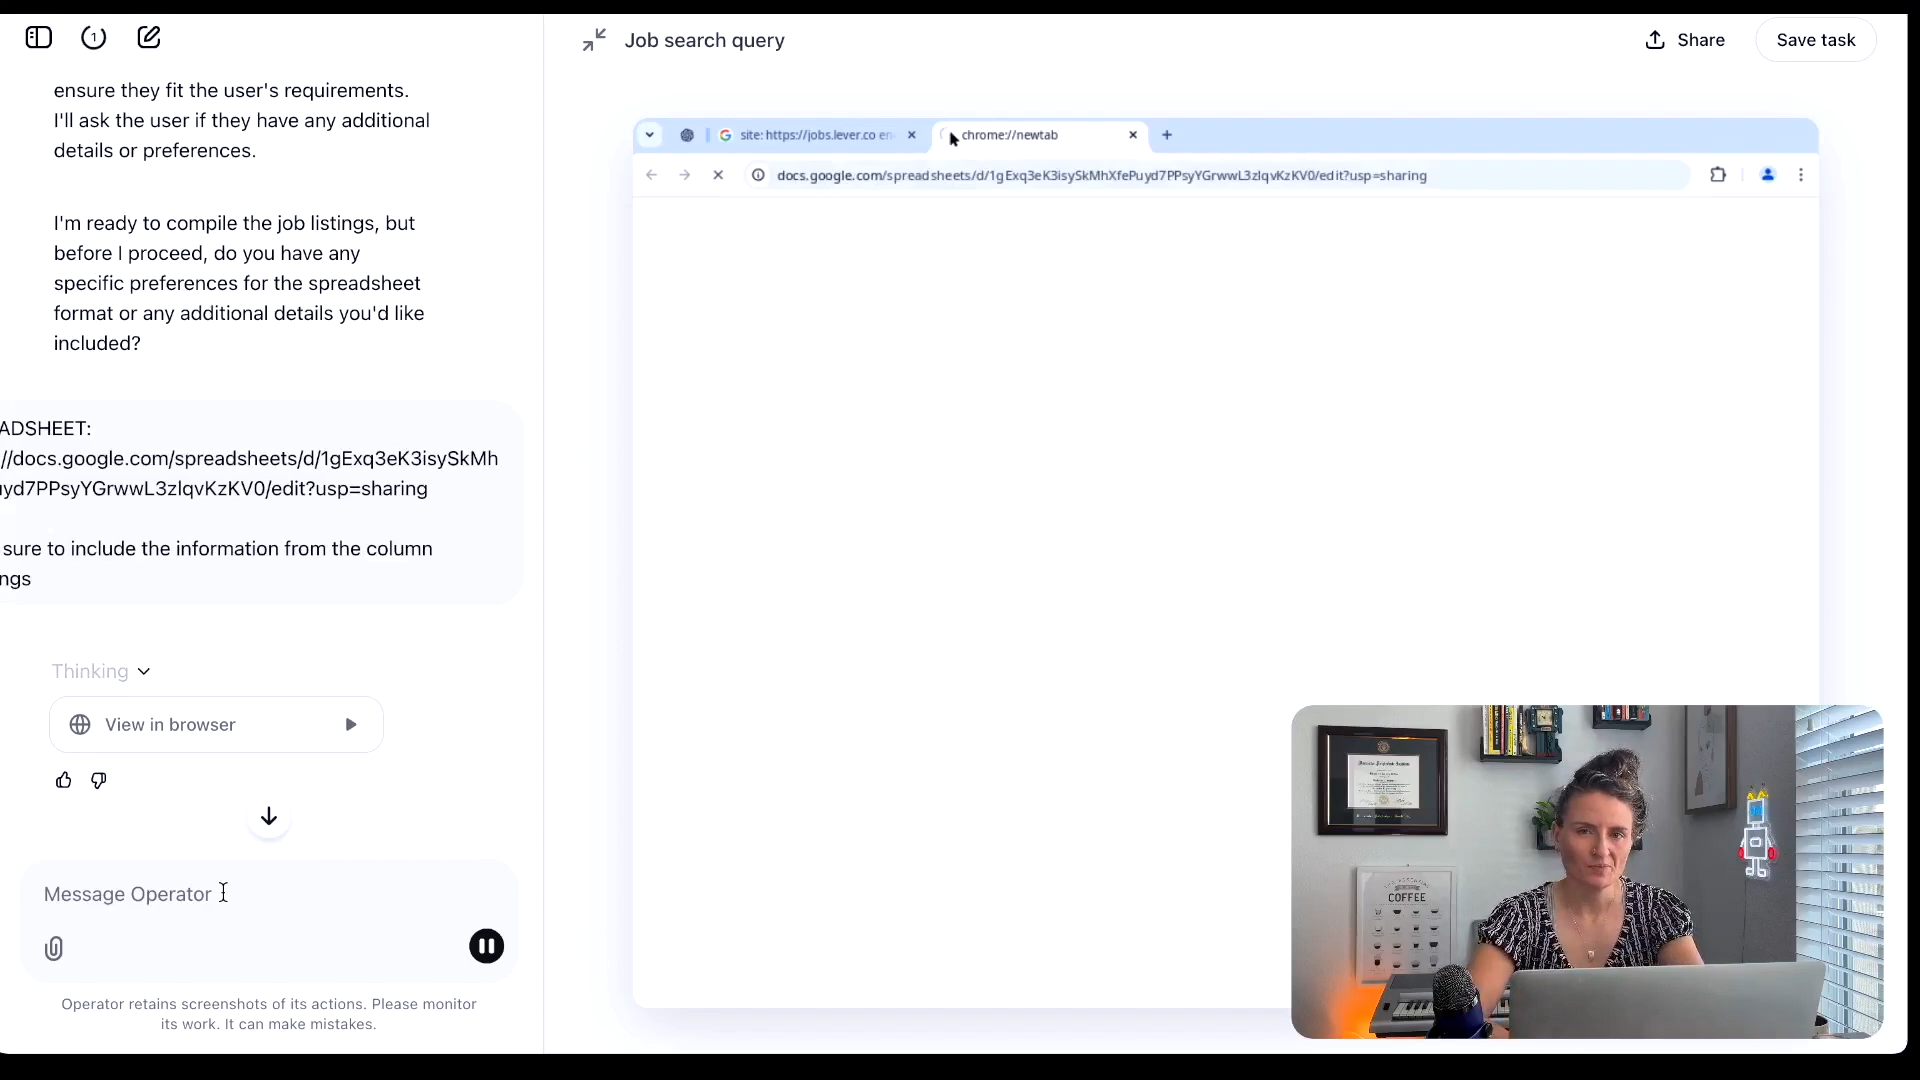 1
Job search query
Share
Save task
ensure they fit the user's requirements.
I'll ask the user if they have any additional
details or preferences.
I'm ready to compile the job listings, but
before I proceed, do you have any
specific preferences for the spreadsheet
format or any additional details you'd like
included?
ADSHEET:
//docs.google.com/spreadsheets/d/1gExq3eK3isySkMh
uyd7PPsyYGrwwL3zlqvKzKV0/edit?usp=sharing
sure to include the information from the column
ngs
Thinking
View in browser
Message Operator
Operator retains screenshots of its actions. Please monitor
its work. It can make mistakes.
site: https://jobs.lever.co en
chrome://newtab
docs.google.com/spreadsheets/d/1gExq3eK3isySkMhXfePuyd7PPsyYGrwwL3zlqvKzKV0/edit?usp=sharing
COFFEE